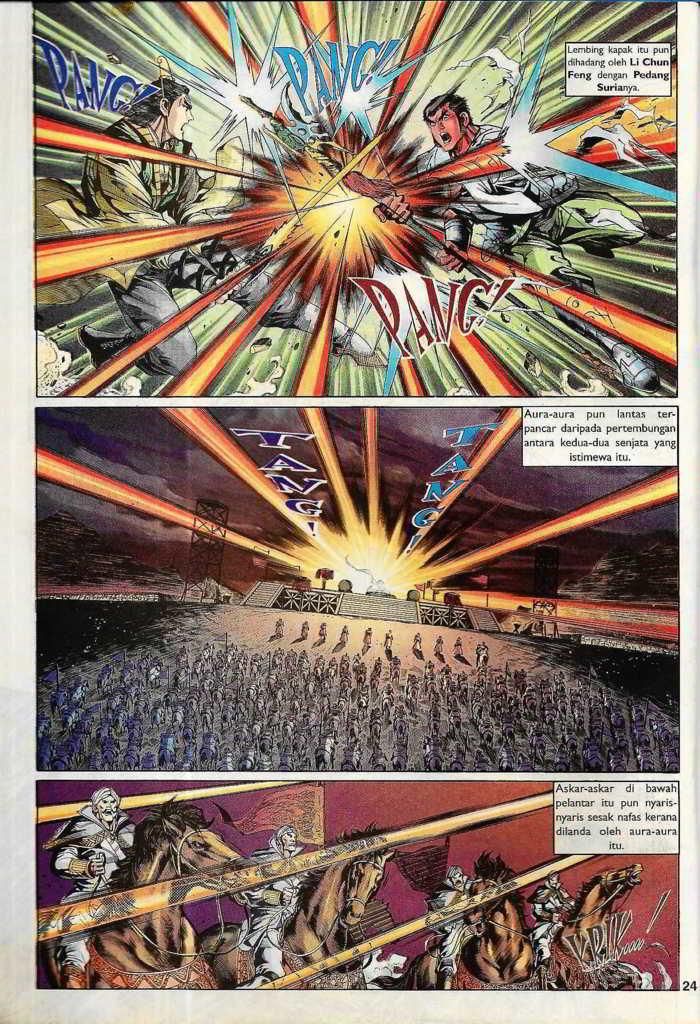 Lembing kapak itu pun
dihadang oleh Li Chun
Feng dengan Pedang
Surianya.
PANG!
PANG!
PANG!
Aura-aura pun lantas ter-
pancar daripada pertembungan
antara kedua-dua senjata yang
istimewa itu.
TANG!
TANG!
Askar-askar di bawah
pelantar itu pun nyaris-
nyaris sesak nafas kerana
dilanda oleh aura-aura
itu.
24